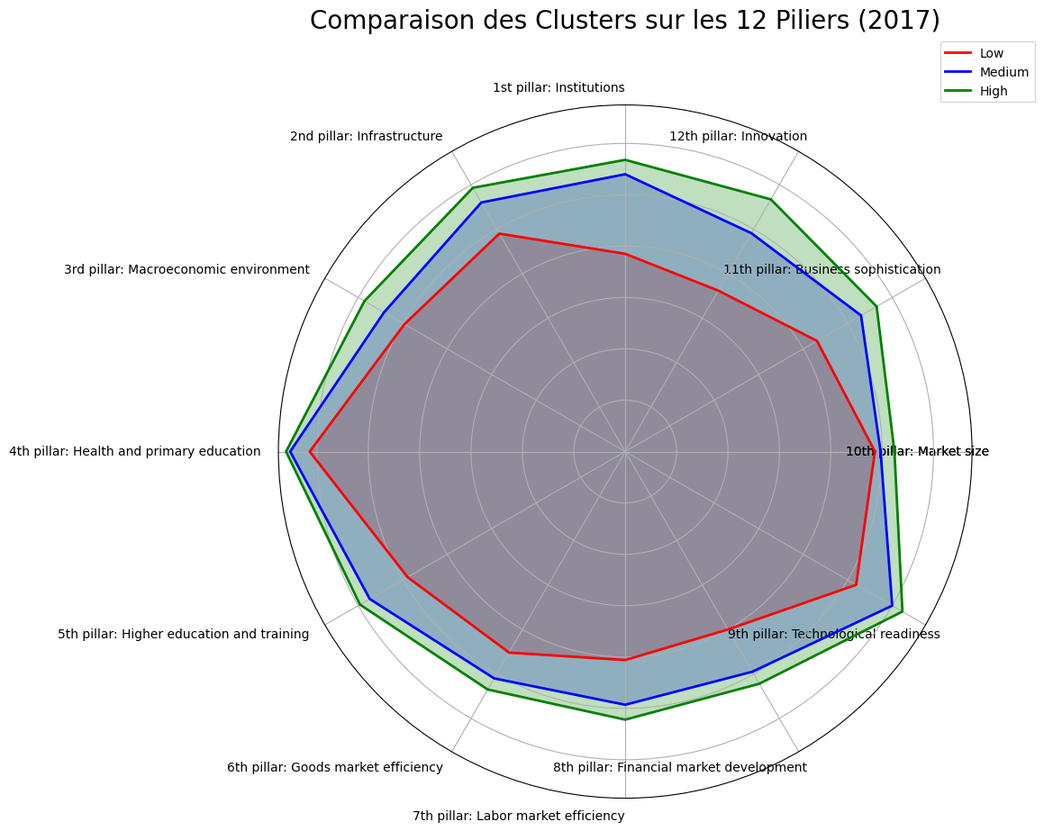 Comparaison des Clusters sur les 12 Piliers (2017)
Low
Medium
High
1st pillar: Institutions
12th pillar: Innovation
2nd pillar: Infrastructure
3rd pillar: Macroeconomic environment
11th pillar: Business sophistication
4th pillar: Health and primary education
10th pillar: Market size
5th pillar: Higher education and training
9th pillar: Technological readiness
6th pillar: Goods market efficiency
8th pillar: Financial market development
7th pillar: Labor market efficiency